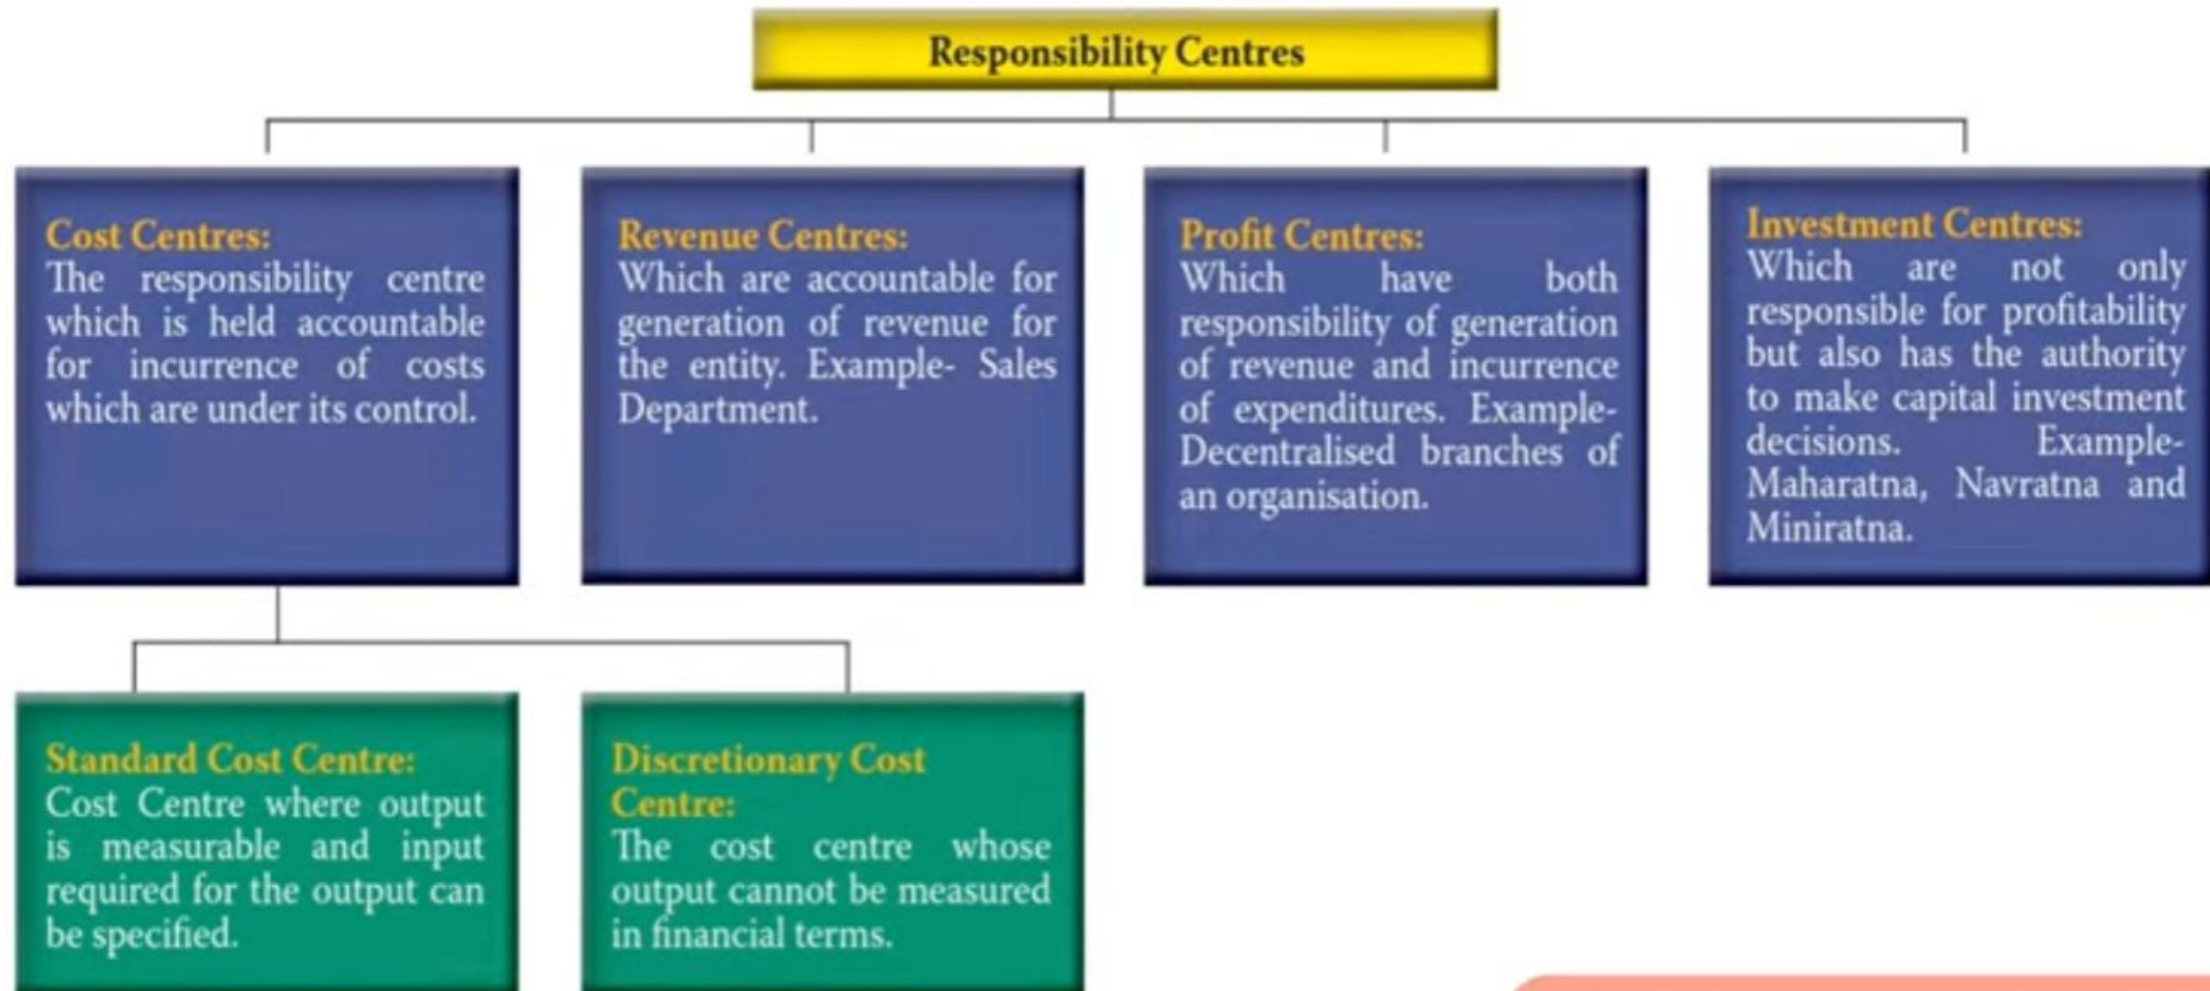 Responsibility Centres
Cost Centres:
The responsibility centre
which is held accountable
for incurrence of costs
which are under its control.
Revenue Centres:
Which are accountable for
generation of revenue for
the entity. Example- Sales
Department.
Profit Centres:
Which have both
responsibility of generation
of revenue and incurrence
of expenditures. Example-
Decentralised branches of
an organisation.
Investment Centres:
Which are not only
responsible for profitability
but also has the authority
to make capital investment
decisions. Example-
Maharatna, Navratna and
Miniratna.
Standard Cost Centre:
Cost Centre where output
is measurable and input
required for the output can
be specified.
Discretionary Cost
Centre:
The cost centre whose
output cannot be measured
in financial terms.